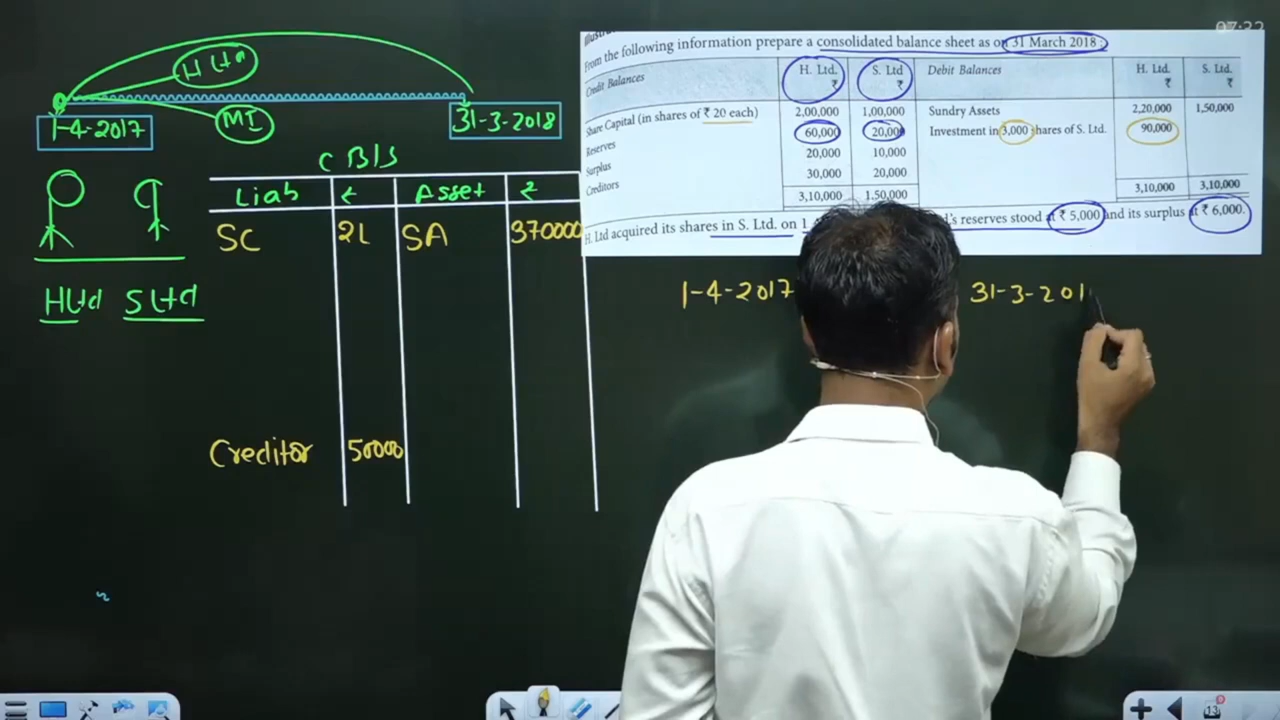 07:22
H Ltd
MI
1-4-2017
31-3-2018
H Ltd S Ltd
CB/S
Liab ₹ Asset ₹
SC 2L SA 370000
Creditor 50000
From the following information prepare a consolidated balance sheet as on 31 March 2018 :
Credit Balances H. Ltd. ₹ S. Ltd ₹ Debit Balances H. Ltd. ₹ S. Ltd. ₹
Share Capital (in shares of ₹ 20 each) 2,00,000 1,00,000 Sundry Assets 2,20,000 1,50,000
Reserves 60,000 20,000 Investment in 3,000 shares of S. Ltd. 90,000
Surplus 20,000 10,000
Creditors 30,000 20,000
3,10,000 1,50,000 3,10,000 3,10,000
H. Ltd acquired its shares in S. Ltd. on reserves stood at ₹ 5,000 and its surplus at ₹ 6,000.
1-4-2017 31-3-201
13